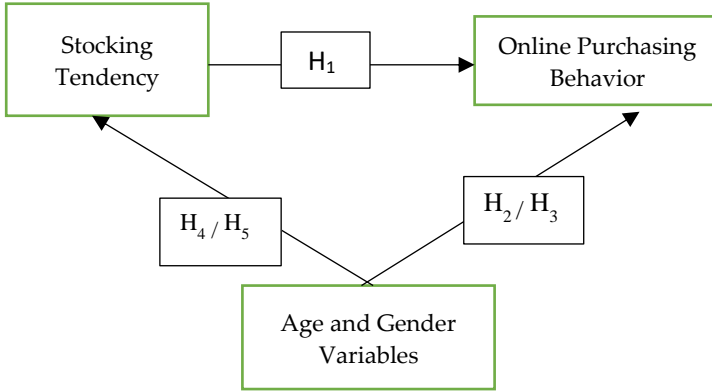 Stocking
Tendency
H₁
Online Purchasing
Behavior
H₄ / H₅
H₂ / H₃
Age and Gender
Variables